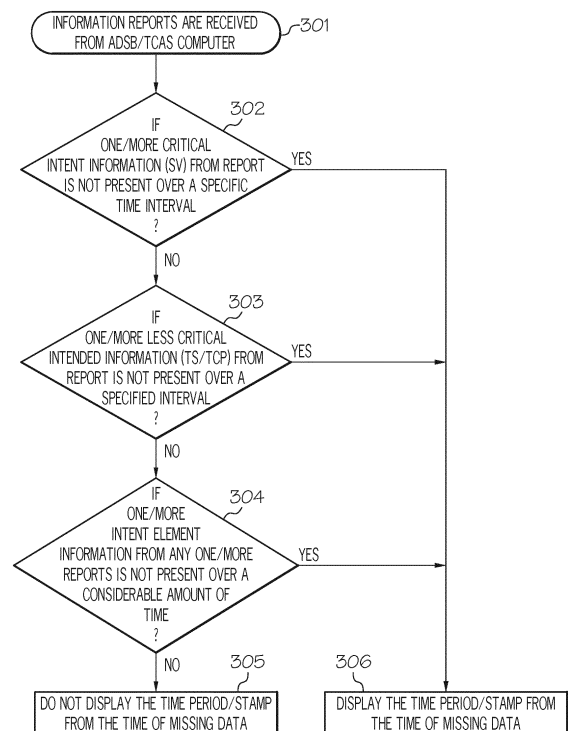 INFORMATION REPORTS ARE RECEIVED
FROM ADSB/TCAS COMPUTER
301
302
IF
ONE/MORE CRITICAL
INTENT INFORMATION (SV) FROM REPORT
IS NOT PRESENT OVER A SPECIFIC
TIME INTERVAL
?
YES
NO
303
IF
ONE/MORE LESS CRITICAL
INTENDED INFORMATION (TS/TCP) FROM
REPORT IS NOT PRESENT OVER A
SPECIFIED INTERVAL
?
YES
NO
304
IF
ONE/MORE
INTENT ELEMENT
INFORMATION FROM ANY ONE/MORE
REPORTS IS NOT PRESENT OVER A
CONSIDERABLE AMOUNT OF
TIME
?
YES
NO
305
DO NOT DISPLAY THE TIME PERIOD/STAMP
FROM THE TIME OF MISSING DATA
306
DISPLAY THE TIME PERIOD/STAMP FROM
THE TIME OF MISSING DATA